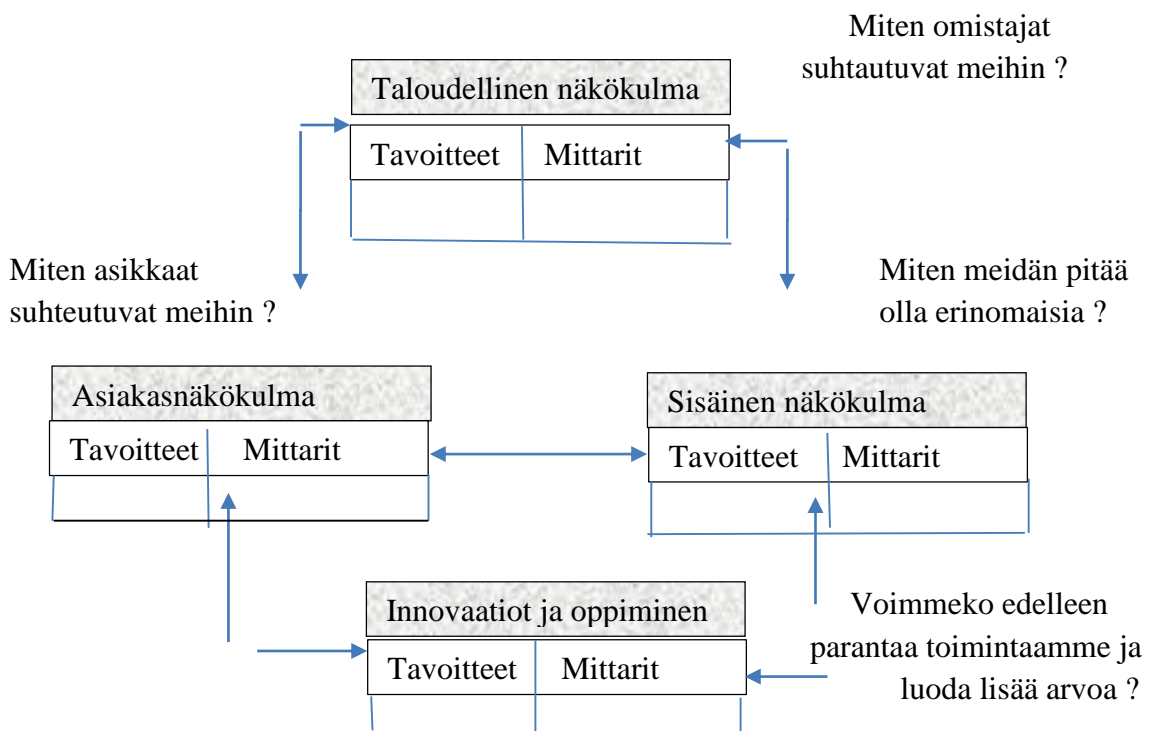 Miten omistajat
suhtautuvat meihin ?
Taloudellinen näkökulma
Tavoitteet Mittarit
Miten asikkaat
suhteutuvat meihin ?
Miten meidän pitää
olla erinomaisia ?
Asiakasnäkökulma
Tavoitteet Mittarit
Sisäinen näkökulma
Tavoitteet Mittarit
Innovaatiot ja oppiminen
Tavoitteet Mittarit
Voimmeko edelleen
parantaa toimintaamme ja
luoda lisää arvoa ?